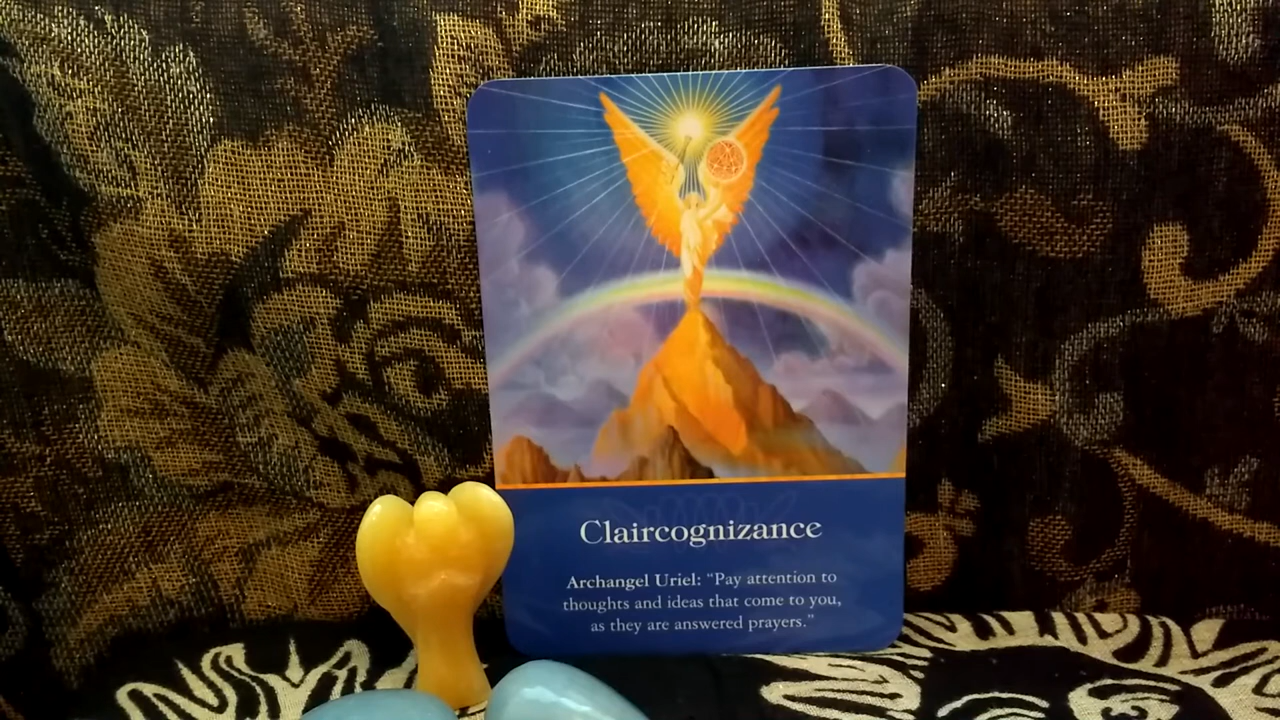 Claircognizance
Archangel Uriel: “Pay attention to
thoughts and ideas that come to you,
as they are answered prayers.”